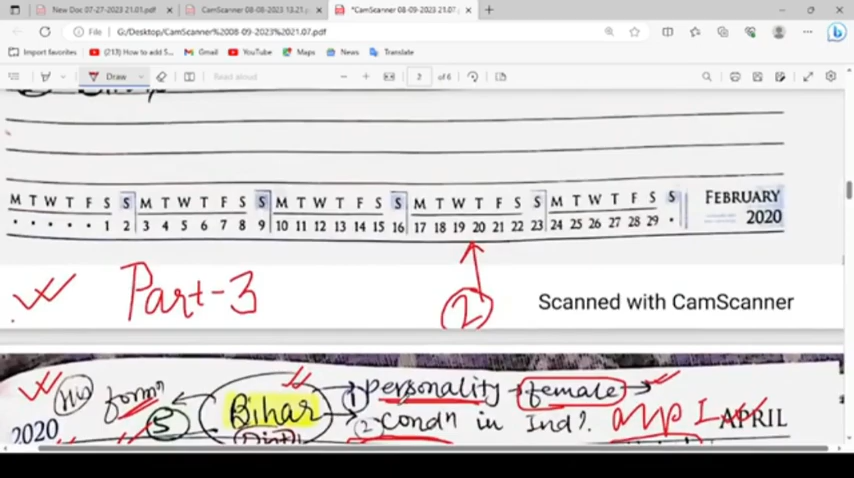 New Doc 07-27-2023 21.01.pdf
CamScanner 08-08-2023 13.21.p
*CamScanner 08-09-2023 21.07.p
File G:/Desktop/CamScanner%2008-09-2023%2021.07.pdf
Import favorites
(213) How to add S...
Gmail
YouTube
Maps
News
Translate
Draw
Read aloud
2 of 6
M T W T F S S M T W T F S S M T W T F S S M T W T F S S M T W T F S S FEBRUARY
• • • • • 1 2 3 4 5 6 7 8 9 10 11 12 13 14 15 16 17 18 19 20 21 22 23 24 25 26 27 28 29 • 2020
Part-3
2
Scanned with CamScanner
formn
5
Bihar
1 personality → female →
2 condn in Ind?.
imp I
APRIL
2020